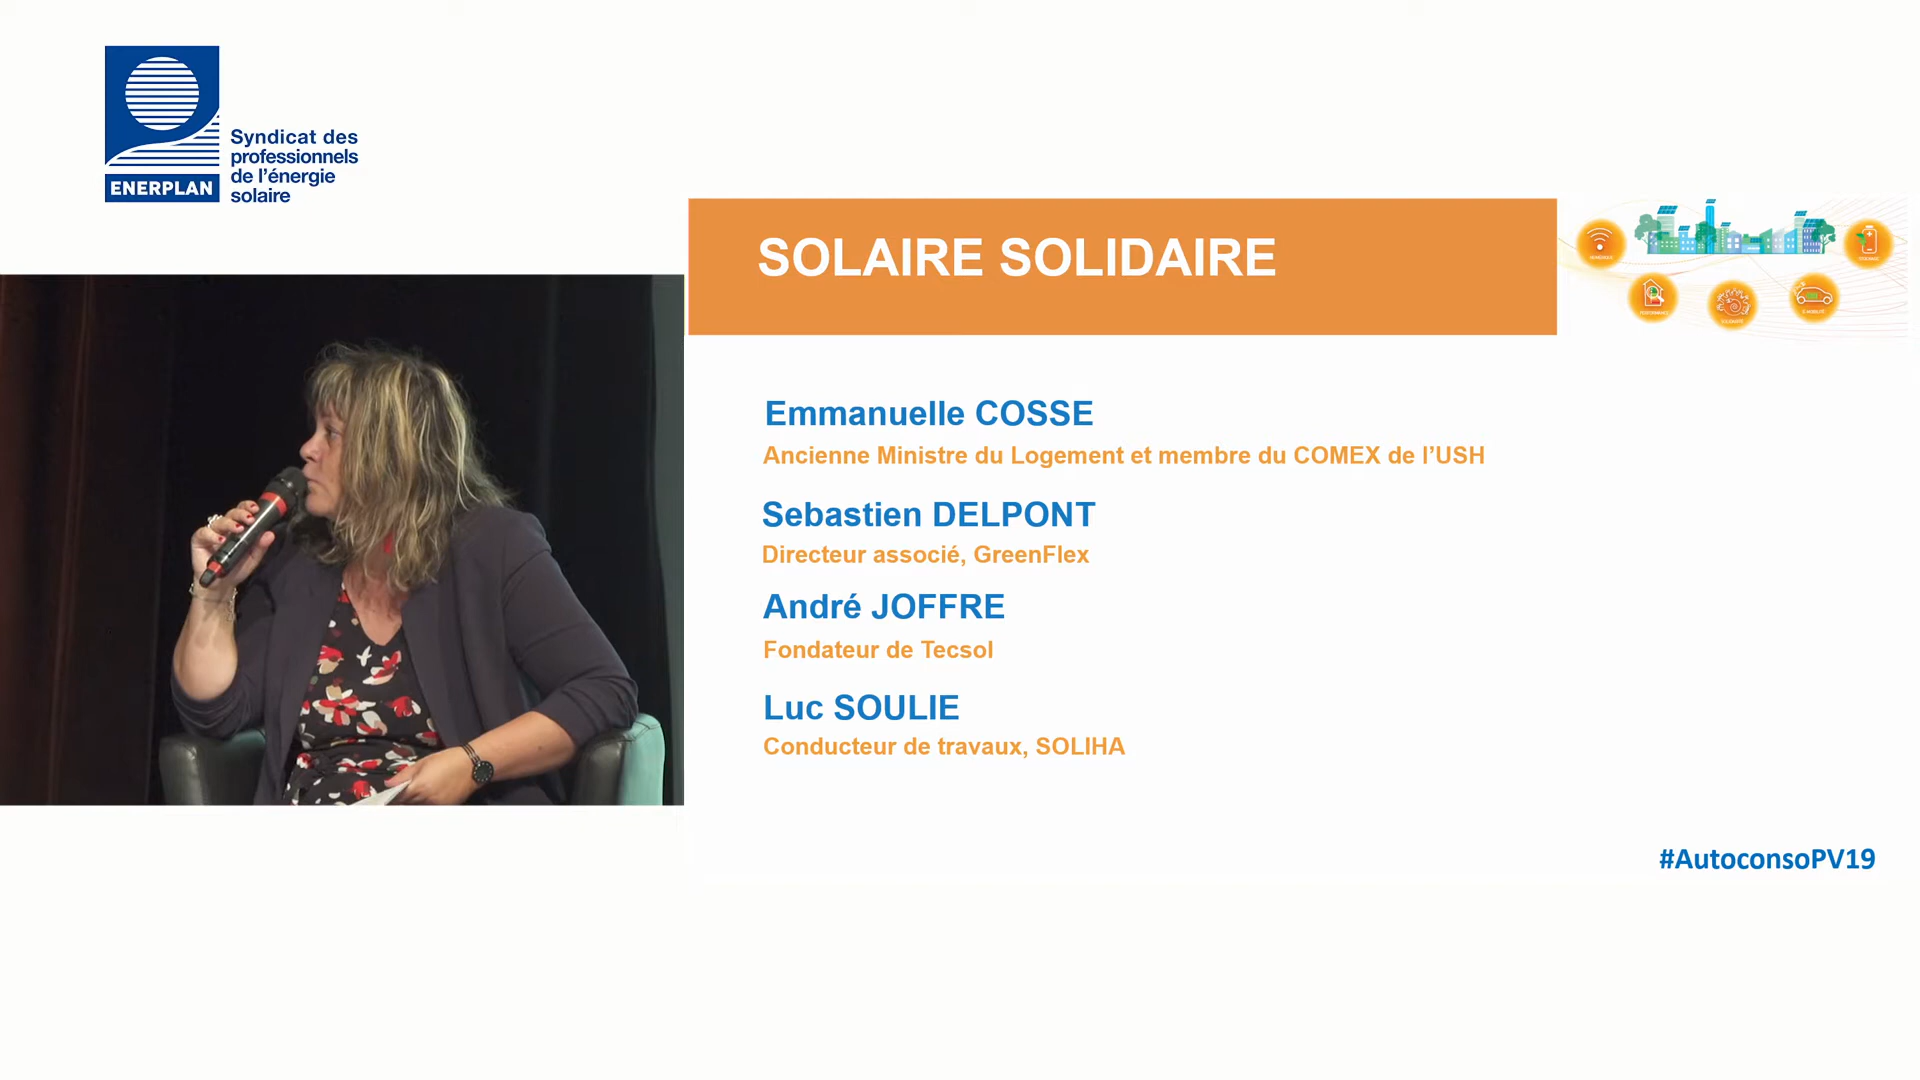 Syndicat des
professionnels
de l'énergie
solaire
ENERPLAN
SOLAIRE SOLIDAIRE
PERFORMANCE
Emmanuelle COSSE
Ancienne Ministre du Logement et membre du COMEX de l'USH
Sebastien DELPONT
Directeur associé, GreenFlex
André JOFFRE
Fondateur de Tecsol
Luc SOULIE
Conducteur de travaux, SOLIHA
#AutoconsoPV19